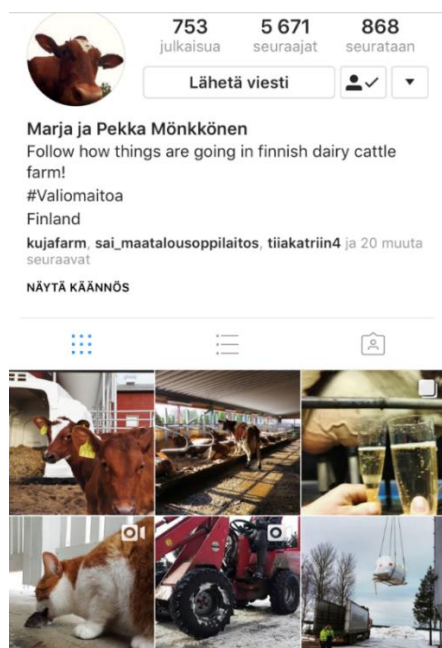 753 5 671 868
julkaisua seuraajat seurataan
Lähetä viesti
Marja ja Pekka Mönkkönen
Follow how things are going in finnish dairy cattle
farm!
#Valiomaitoa
Finland
kujafarm, sai_maatalousoppilaitos, tiiakatriin4 ja 20 muuta
seuraavat
NÄYTÄ KÄÄNNÖS